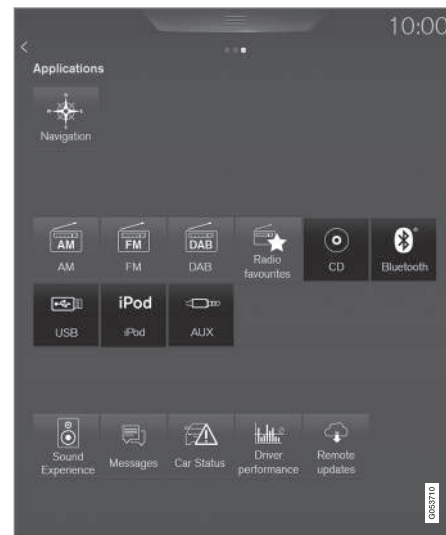 10:00
Applications
Navigation
AM
FM
DAB
AM
FM
DAB
Radio
favourites
CD
Bluetooth
iPod
USB
iPod
AUX
Sound
Experience
Messages
Car Status
Driver
performance
Remote
updates
G053710